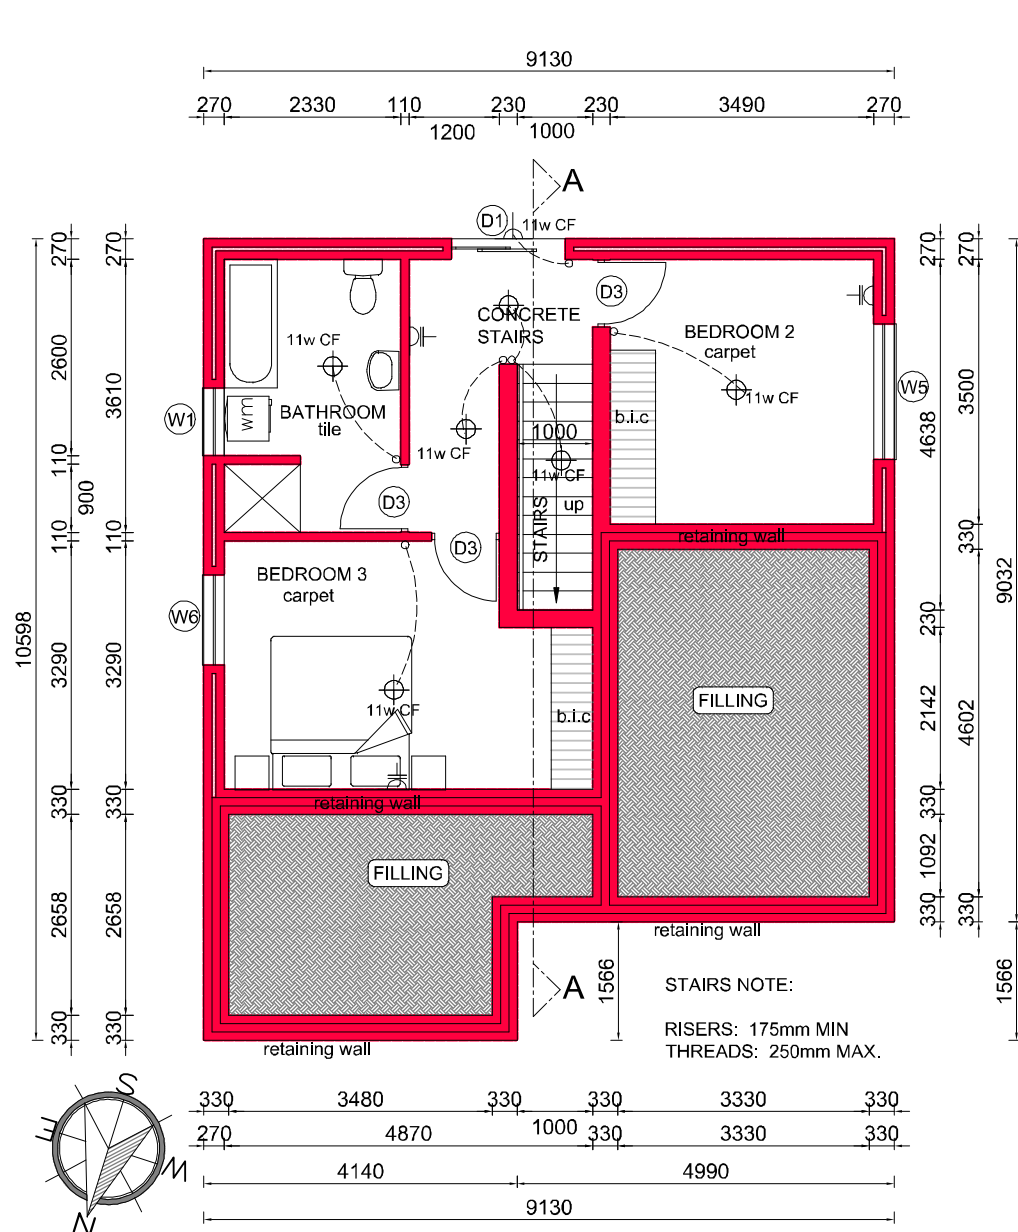 9130
270 2330 110 230 230 3490 270
1200 1000
A
D1 11w CF
270 270 270 270
D3
CONCRETE
STAIRS
BEDROOM 2
carpet
11w CF
2600 3610 3500 4638
W5
11w CF
wm
BATHROOM
tile
W1
b.i.c
1000
11w CF
11w CF
110
900
D3
STAIRS
up
110 110
D3
retaining wall
330
BEDROOM 3
carpet
W6
230
9032
10598
3290 3290
2142 4602
FILLING
11w CF
b.i.c
330 330
retaining wall
330
FILLING
1092
2658 2658
330 330
retaining wall
A
1566 1566
STAIRS NOTE:
330 330
RISERS: 175mm MIN
THREADS: 250mm MAX.
retaining wall
S
E
W
N
330 3480 330 330 3330 330
270 4870 1000 330 3330 330
4140 4990
9130